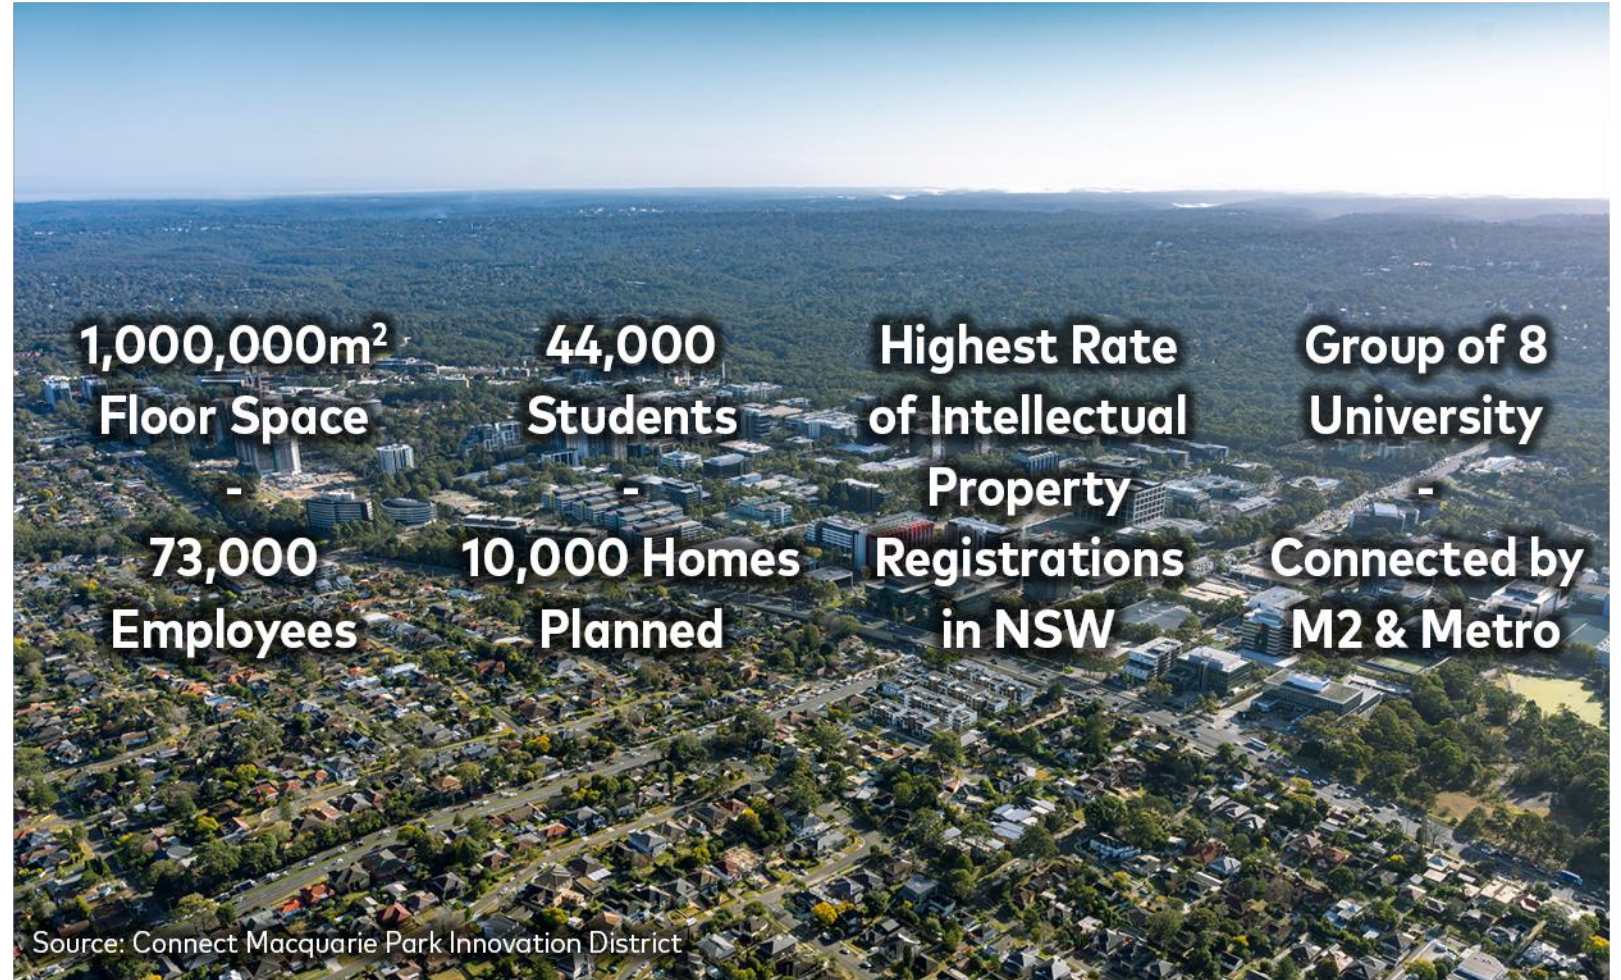 1,000,000m²
Floor Space
-
73,000
Employees
44,000
Students
-
10,000 Homes
Planned
Highest Rate
of Intellectual
Property
Registrations
in NSW
Group of 8
University
-
Connected by
M2 & Metro
Source: Connect Macquarie Park Innovation District